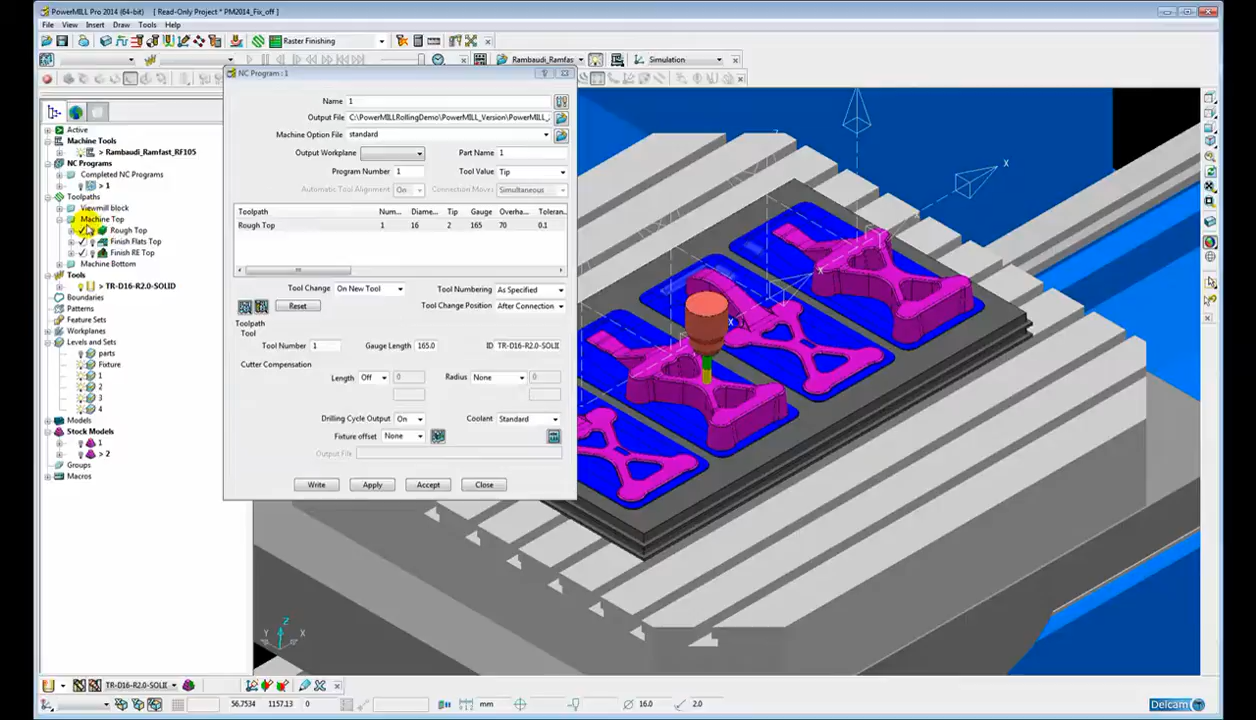 PowerMILL Pro 2014 (64-bit) [ Read-Only Project * PM2014_Fix_off ]
File View Insert Draw Tools Help
Raster Finishing
Rambaudi_Ramfas
Simulation
Active
Machine Tools
> Rambaudi_Ramfast_RF105
NC Programs
Completed NC Programs
> 1
Toolpaths
Viewmill block
Machine Top
Rough Top
Finish Flats Top
Finish RE Top
Machine Bottom
Tools
> TR-D16-R2.0-SOLID
Boundaries
Patterns
Feature Sets
Workplanes
Levels and Sets
parts
Fixture
1
2
3
4
Models
Stock Models
1
> 2
Groups
Macros
NC Program : 1
Name 1
Output File C:\PowerMILLRollingDemo\PowerMILL_Version\PowerMILL_
Machine Option File standard
Output Workplane Part Name 1
Program Number 1 Tool Value Tip
Automatic Tool Alignment On Connection Moves Simultaneous
Toolpath Num... Diame... Tip Gauge Overha... Toleran
Rough Top 1 16 2 165 70 0.1
Tool Change On New Tool Tool Numbering As Specified
Reset Tool Change Position After Connection
Toolpath
Tool
Tool Number 1 Gauge Length 165.0 ID TR-D16-R2.0-SOLI
Cutter Compensation
Length Off 0 Radius None 0
Drilling Cycle Output On Coolant Standard
Fixture offset None
Output File
Write Apply Accept Close
X
X
X
Z
Y X
TR-D16-R2.0-SOLI
56.7534 1157.13 0 mm 16.0 2.0
Delcam